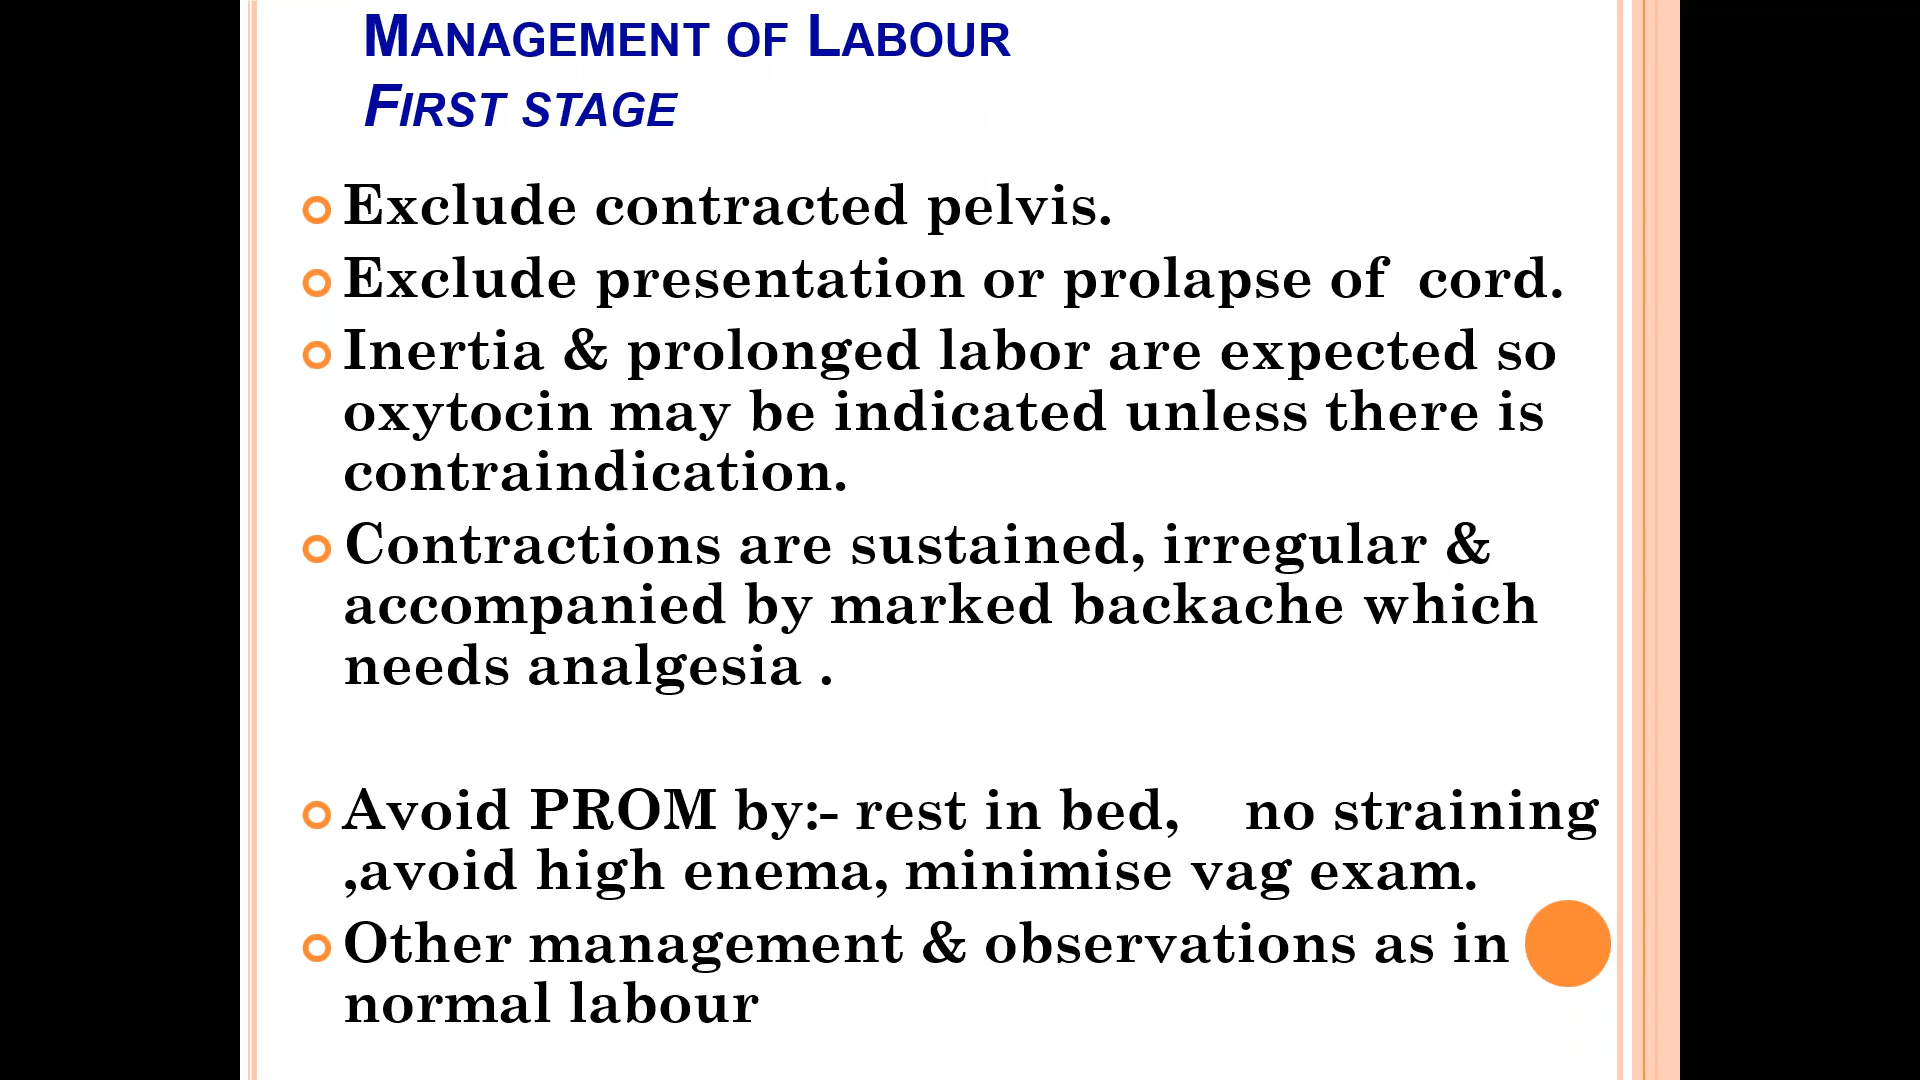 MANAGEMENT OF LABOUR
FIRST STAGE
Exclude contracted pelvis.
Exclude presentation or prolapse of cord.
Inertia & prolonged labor are expected so
oxytocin may be indicated unless there is
contraindication.
Contractions are sustained, irregular &
accompanied by marked backache which
needs analgesia .
Avoid PROM by:- rest in bed, no straining
,avoid high enema, minimise vag exam.
Other management & observations as in
normal labour